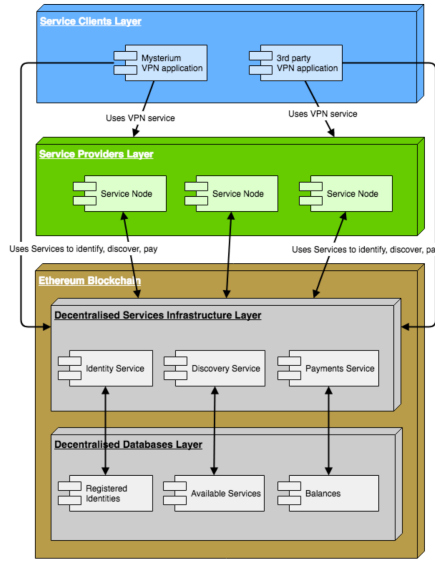 Service Clients Layer
Mysterium
VPN application
3rd party
VPN application
Uses VPN service
Uses VPN service
Service Providers Layer
Service Node
Service Node
Service Node
Uses Services to identify, discover, pay
Uses Services to identify, discover, pa
Ethereum Blockchain
Decentralised Services Infrastructure Layer
Identity Service
Discovery Service
Payments Service
Decentralised Databases Layer
Registered
Identities
Available Services
Balances